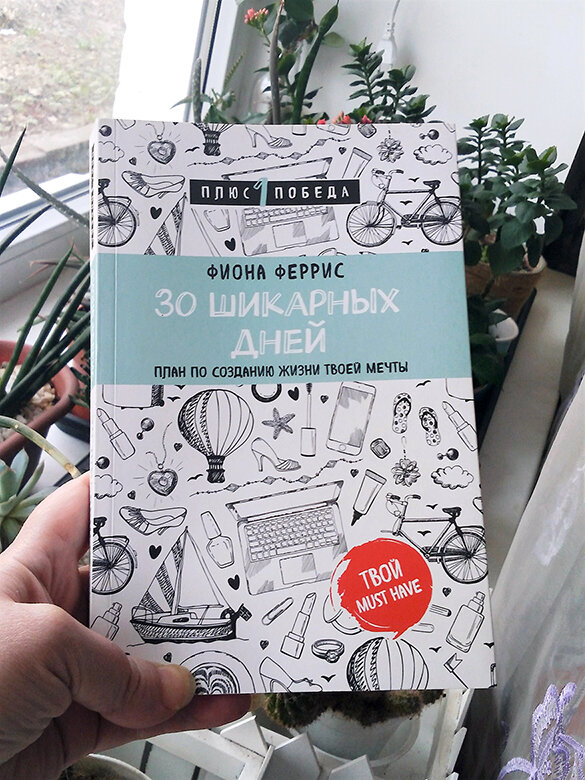 ПЛЮС 1 ПОБЕДА
ФИОНА ФЕРРИС
30 ШИКАРНЫХ
ДНЕЙ
ПЛАН ПО СОЗДАНИЮ ЖИЗНИ ТВОЕЙ МЕЧТЫ
ТВОЙ
MUST HAVE